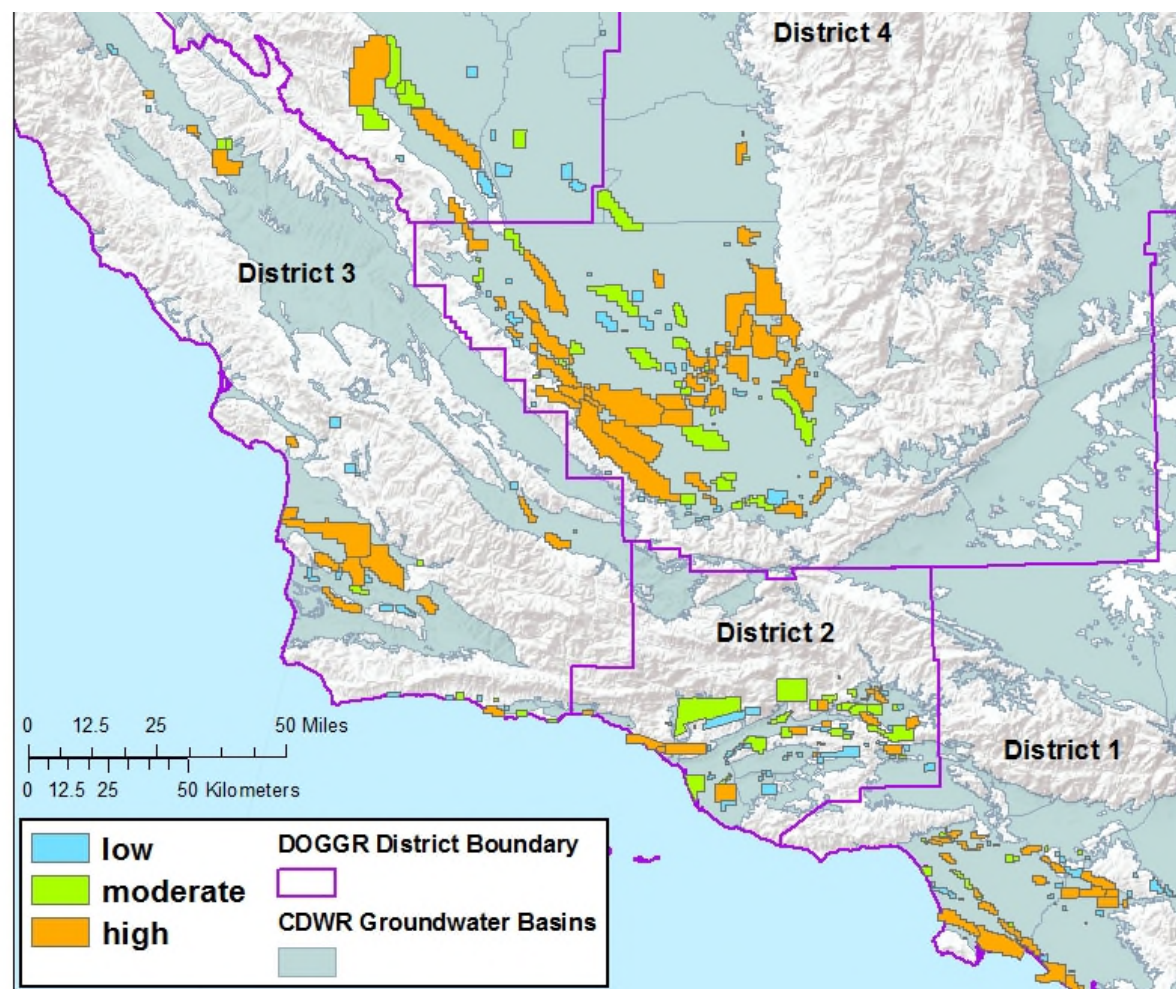 District 4
District 3
District 2
District 1
0 12.5 25 50 Miles
0 12.5 25 50 Kilometers
low
moderate
high
DOGGR District Boundary
CDWR Groundwater Basins